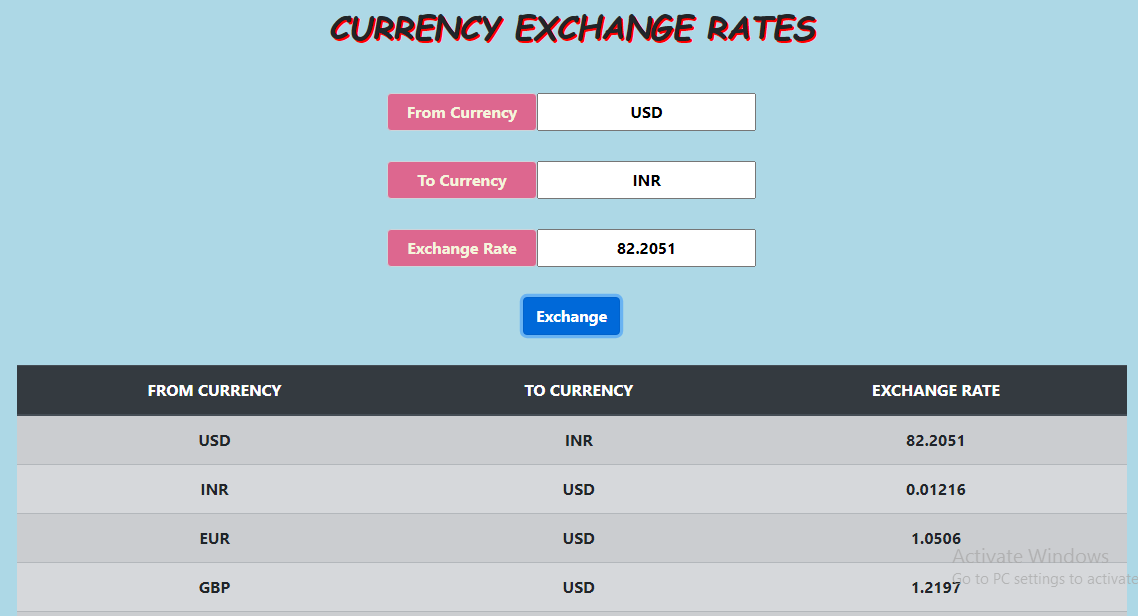 CURRENCY EXCHANGE RATES
From Currency USD
To Currency INR
Exchange Rate 82.2051
Exchange
FROM CURRENCY TO CURRENCY EXCHANGE RATE
USD INR 82.2051
INR USD 0.01216
EUR USD 1.0506
Activate Windows
Go to PC settings to activate
GBP USD 1.2197